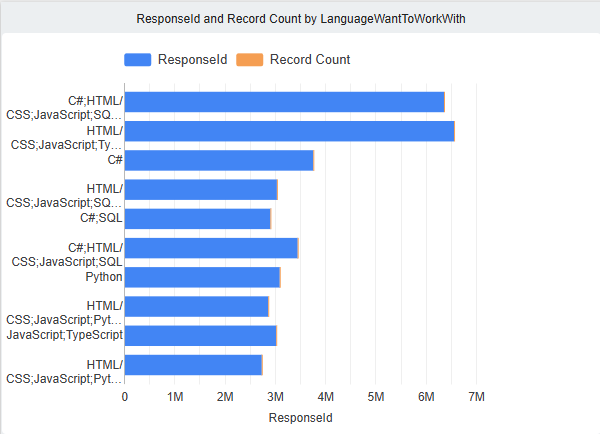 ResponseId and Record Count by LanguageWantToWorkWith
ResponseId Record Count
C#;HTML/
CSS;JavaScript;SQ…
HTML/
CSS;JavaScript;Ty…
C#
HTML/
CSS;JavaScript;SQ…
C#;SQL
C#;HTML/
CSS;JavaScript;SQL
Python
HTML/
CSS;JavaScript;Pyt…
JavaScript;TypeScript
HTML/
CSS;JavaScript;Pyt…
0 1M 2M 3M 4M 5M 6M 7M
ResponseId